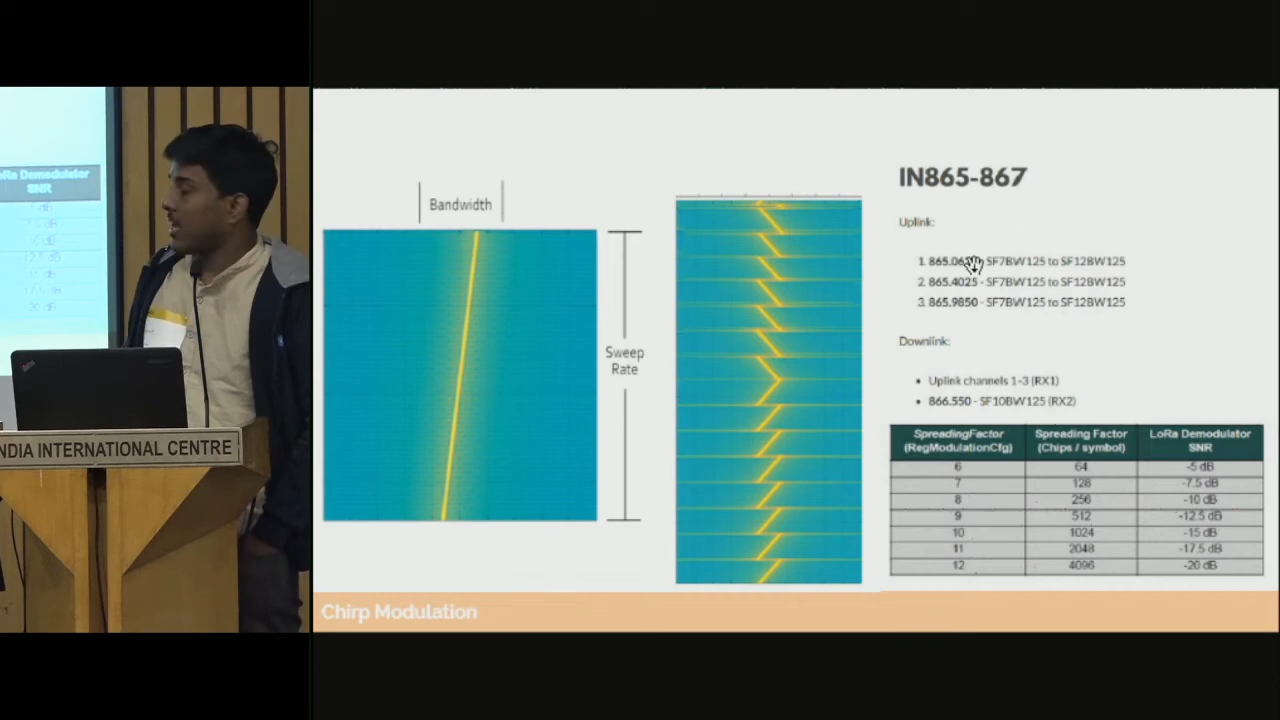 LoRa Demodulator
SNR
INDIA INTERNATIONAL CENTRE
Bandwidth
Sweep
Rate
IN865-867
Uplink:
1. 865.0625 - SF7BW125 to SF12BW125
2. 865.4025 - SF7BW125 to SF12BW125
3. 865.9850 - SF7BW125 to SF12BW125
Downlink:
• Uplink channels 1-3 (RX1)
• 866.550 - SF10BW125 (RX2)
SpreadingFactor (RegModulationCfg) Spreading Factor (Chips / symbol) LoRa Demodulator SNR
6 64 -5 dB
7 128 -7.5 dB
8 256 -10 dB
9 512 -12.5 dB
10 1024 -15 dB
11 2048 -17.5 dB
12 4096 -20 dB
Chirp Modulation